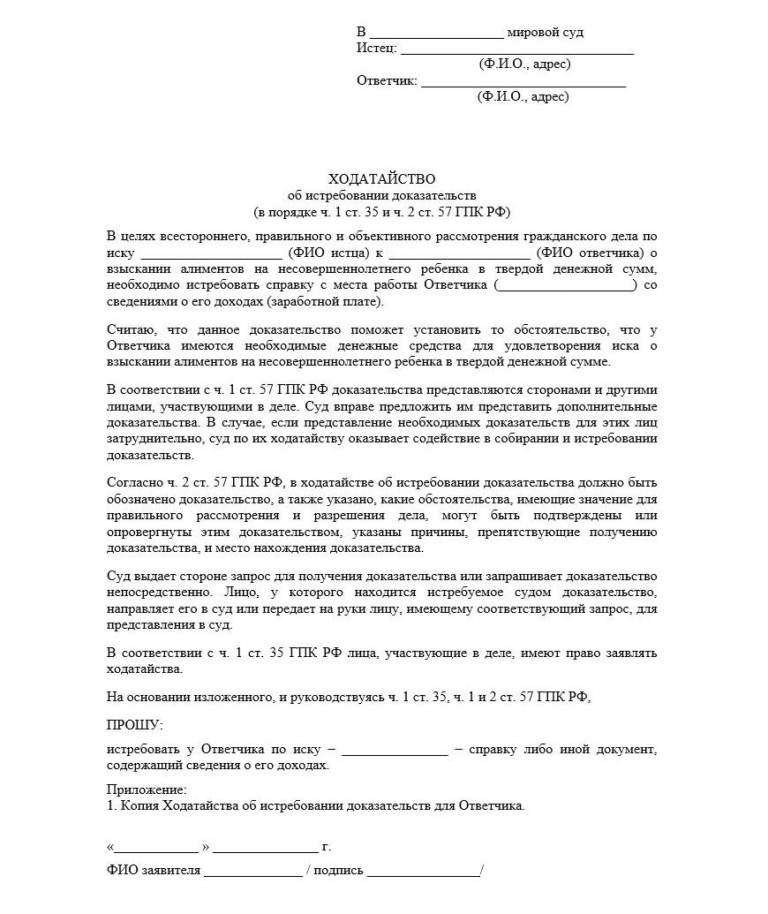 В ____________________ мировой суд
Истец: ___________________________________
(Ф.И.О., адрес)
Ответчик: _______________________________
(Ф.И.О., адрес)
ХОДАТАЙСТВО
об истребовании доказательств
(в порядке ч. 1 ст. 35 и ч. 2 ст. 57 ГПК РФ)
В целях всестороннего, правильного и объективного рассмотрения гражданского дела по
иску ____________________ (ФИО истца) к ____________________ (ФИО ответчика) о
взыскании алиментов на несовершеннолетнего ребенка в твердой денежной сумм,
необходимо истребовать справку с места работы Ответчика (____________________) со
сведениями о его доходах (заработной плате).
Считаю, что данное доказательство поможет установить то обстоятельство, что у
Ответчика имеются необходимые денежные средства для удовлетворения иска о
взыскании алиментов на несовершеннолетнего ребенка в твердой денежной сумме.
В соответствии с ч. 1 ст. 57 ГПК РФ доказательства представляются сторонами и другими
лицами, участвующими в деле. Суд вправе предложить им представить дополнительные
доказательства. В случае, если представление необходимых доказательств для этих лиц
затруднительно, суд по их ходатайству оказывает содействие в собирании и истребовании
доказательств.
Согласно ч. 2 ст. 57 ГПК РФ, в ходатайстве об истребовании доказательства должно быть
обозначено доказательство, а также указано, какие обстоятельства, имеющие значение для
правильного рассмотрения и разрешения дела, могут быть подтверждены или
опровергнуты этим доказательством, указаны причины, препятствующие получению
доказательства, и место нахождения доказательства.
Суд выдает стороне запрос для получения доказательства или запрашивает доказательство
непосредственно. Лицо, у которого находится истребуемое судом доказательство,
направляет его в суд или передает на руки лицу, имеющему соответствующий запрос, для
представления в суд.
В соответствии с ч. 1 ст. 35 ГПК РФ лица, участвующие в деле, имеют право заявлять
ходатайства.
На основании изложенного, и руководствуясь ч. 1 ст. 35, ч. 1 и 2 ст. 57 ГПК РФ,
ПРОШУ:
истребовать у Ответчика по иску – ________________ – справку либо иной документ,
содержащий сведения о его доходах.
Приложение:
1. Копия Ходатайства об истребовании доказательств для Ответчика.
«_____________ » ________________ г.
ФИО заявителя _______________ / подпись _________________/